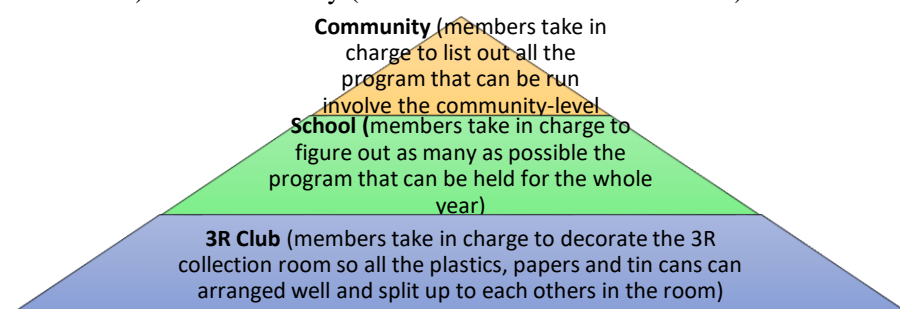 Community (members take in
charge to list out all the
program that can be run
involve the community-level
School (members take in charge to
figure out as many as possible the
program that can be held for the whole
year)
3R Club (members take in charge to decorate the 3R
collection room so all the plastics, papers and tin cans can
arranged well and split up to each others in the room)